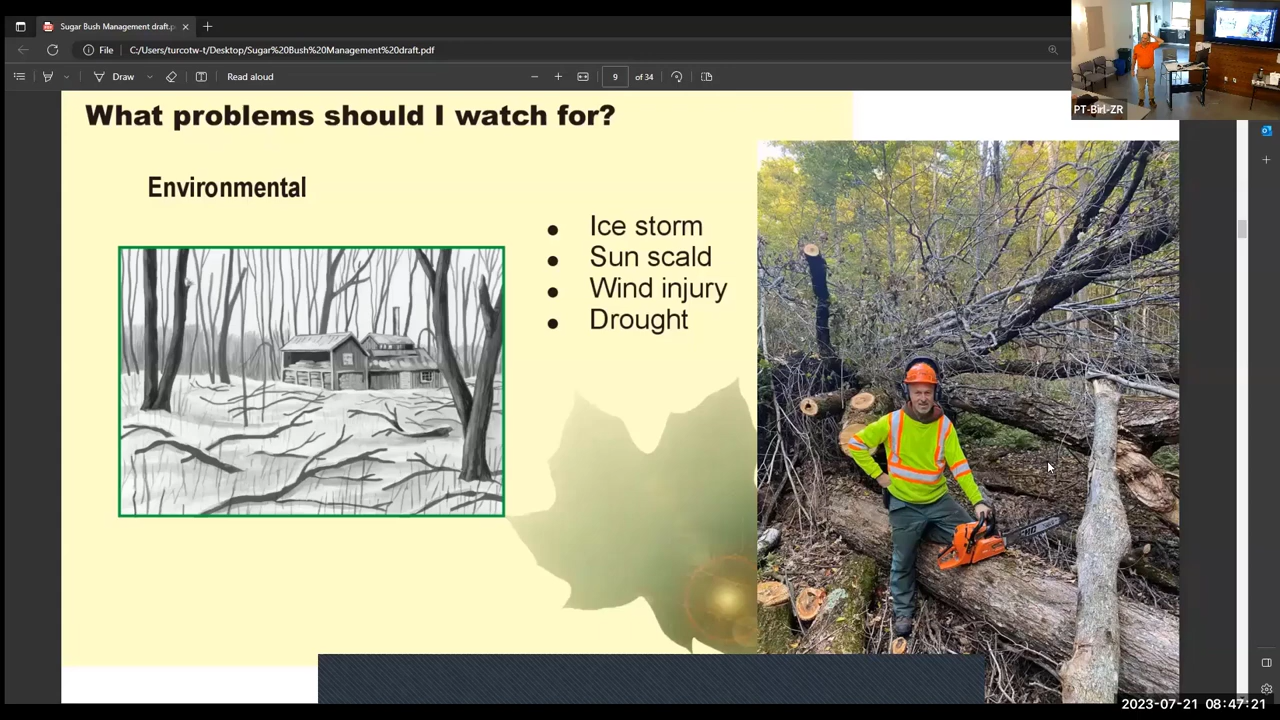 Sugar Bush Management draft.p
File
C:/Users/turcotw-t/Desktop/Sugar%20Bush%20Management%20draft.pdf
Draw
Read aloud
9
of 34
PT-Birl-ZR
What problems should I watch for?
Environmental
Ice storm
Sun scald
Wind injury
Drought
2023-07-21 08:47:21